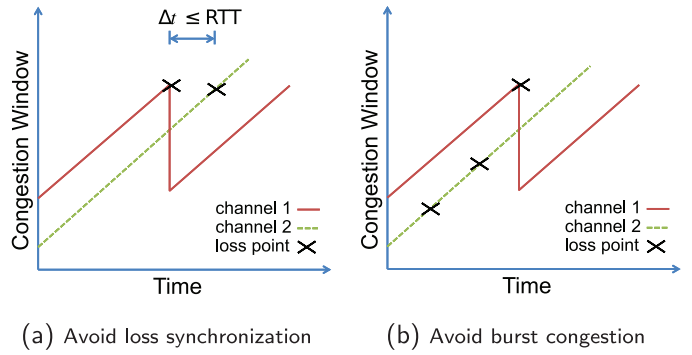 Δt ≤ RTT
Congestion Window
channel 1
channel 2
loss point
Time
(a) Avoid loss synchronization
Congestion Window
channel 1
channel 2
loss point
Time
(b) Avoid burst congestion